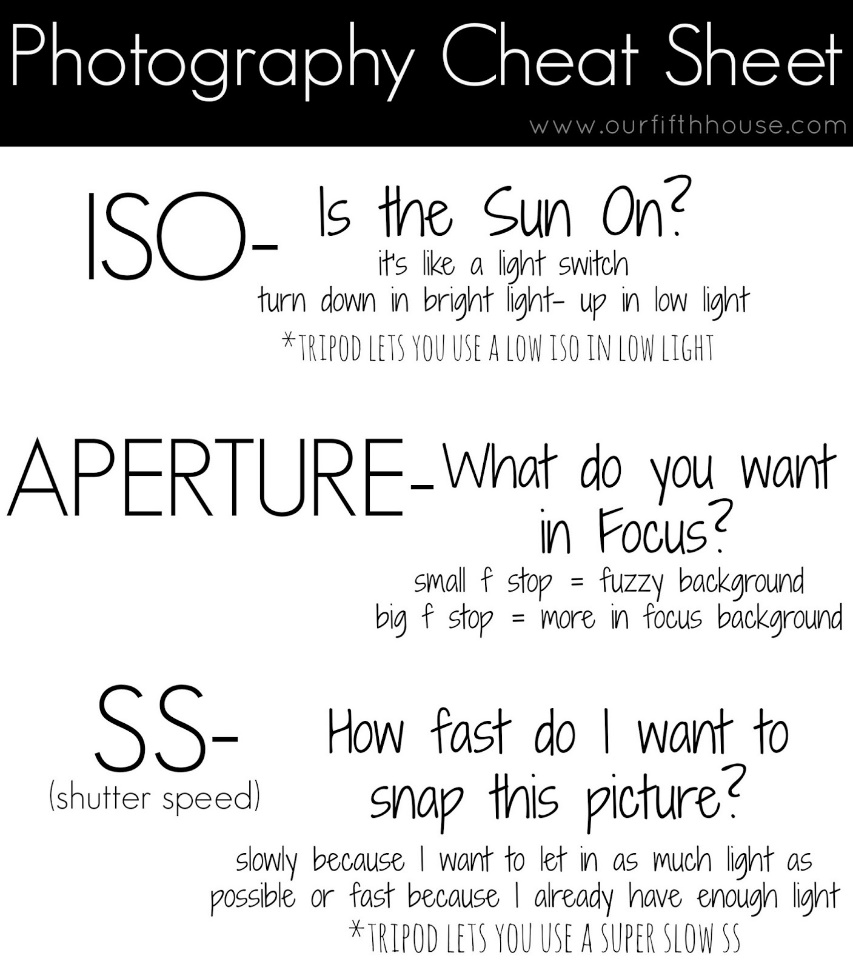 Photography Cheat Sheet
www.ourfifthhouse.com
ISO- Is the Sun On?
it's like a light switch
turn down in bright light- up in low light
*TRIPOD LETS YOU USE A LOW ISO IN LOW LIGHT
APERTURE- What do you want
in Focus?
small f stop = fuzzy background
big f stop = more in focus background
SS-
(shutter speed)
How fast do I want to
snap this picture?
slowly because I want to let in as much light as
possible or fast because I already have enough light
*TRIPOD LETS YOU USE A SUPER SLOW SS